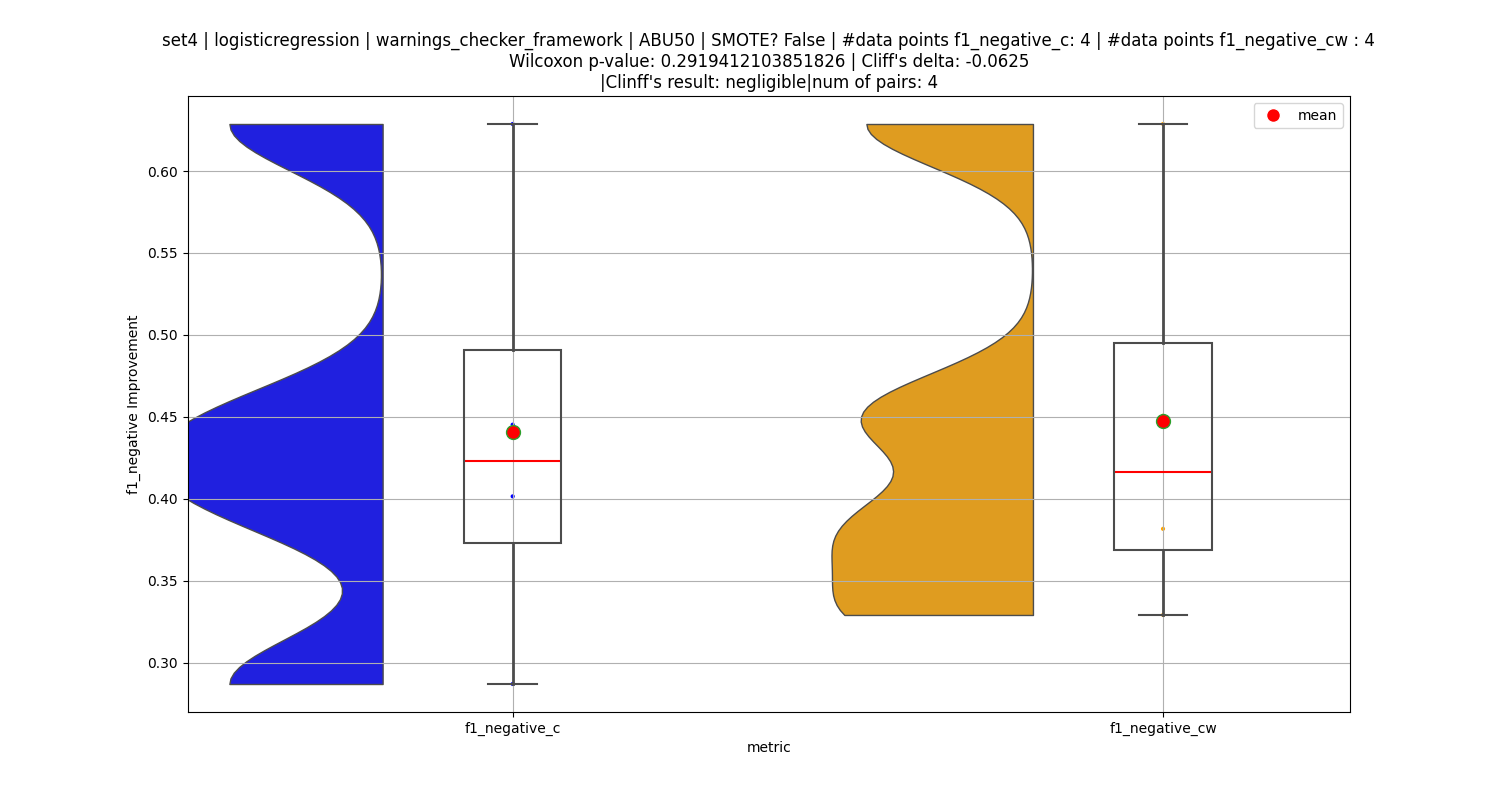 set4 | logisticregression | warnings_checker_framework | ABU50 | SMOTE? False | #data points f1_negative_c: 4 | #data points f1_negative_cw : 4
Wilcoxon p-value: 0.2919412103851826 | Cliff's delta: -0.0625
|Clinff's result: negligible|num of pairs: 4
mean
0.60
0.55
0.50
0.45
0.40
0.35
0.30
f1_negative Improvement
f1_negative_c
f1_negative_cw
metric